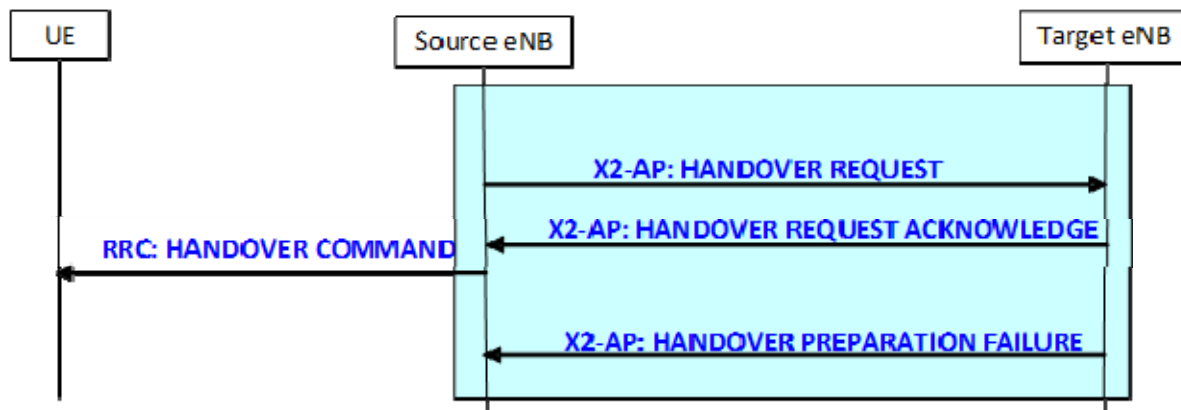 UE
Source eNB
Target eNB
X2-AP: HANDOVER REQUEST
X2-AP: HANDOVER REQUEST ACKNOWLEDGE
RRC: HANDOVER COMMAND
X2-AP: HANDOVER PREPARATION FAILURE